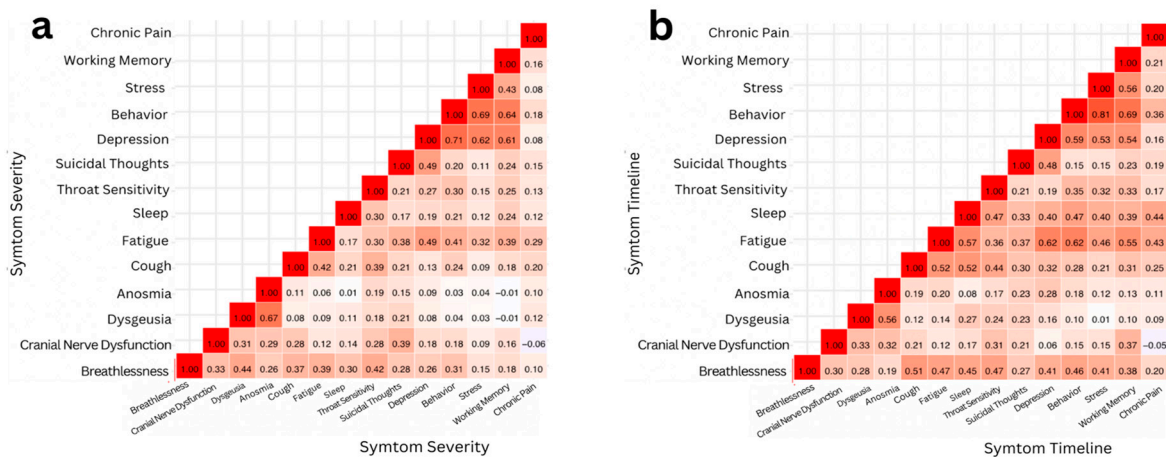 a
Chronic Pain 1.00
Working Memory 1.00 0.16
Stress 1.00 0.43 0.08
Behavior 1.00 0.69 0.64 0.18
Depression 1.00 0.71 0.62 0.61 0.08
Suicidal Thoughts 1.00 0.49 0.20 0.11 0.24 0.15
Throat Sensitivity 1.00 0.21 0.27 0.30 0.15 0.25 0.13
Sleep 1.00 0.30 0.17 0.19 0.21 0.12 0.24 0.12
Fatigue 1.00 0.17 0.30 0.38 0.49 0.41 0.32 0.39 0.29
Cough 1.00 0.42 0.21 0.39 0.21 0.13 0.24 0.09 0.18 0.20
Anosmia 1.00 0.11 0.06 0.01 0.19 0.15 0.09 0.03 0.04 −0.01 0.10
Dysgeusia 1.00 0.67 0.08 0.09 0.11 0.18 0.21 0.08 0.04 0.03 −0.01 0.12
Cranial Nerve Dysfunction 1.00 0.31 0.29 0.28 0.12 0.14 0.28 0.39 0.18 0.18 0.09 0.16 −0.06
Breathlessness 1.00 0.33 0.44 0.26 0.37 0.39 0.30 0.42 0.28 0.26 0.31 0.15 0.18 0.10
Breathlessness Cranial Nerve Dysfunction Dysgeusia Anosmia Cough Fatigue Sleep Throat Sensitivity Suicidal Thoughts Depression Behavior Stress Working Memory Chronic Pain
Symtom Severity
Symtom Severity
b
Chronic Pain 1.00
Working Memory 1.00 0.21
Stress 1.00 0.56 0.20
Behavior 1.00 0.81 0.69 0.36
Depression 1.00 0.59 0.53 0.54 0.16
Suicidal Thoughts 1.00 0.48 0.15 0.15 0.23 0.19
Throat Sensitivity 1.00 0.21 0.19 0.35 0.32 0.33 0.17
Sleep 1.00 0.47 0.33 0.40 0.47 0.40 0.39 0.44
Fatigue 1.00 0.57 0.36 0.37 0.62 0.62 0.46 0.55 0.43
Cough 1.00 0.52 0.52 0.44 0.30 0.32 0.28 0.21 0.31 0.25
Anosmia 1.00 0.19 0.20 0.08 0.17 0.23 0.28 0.18 0.12 0.13 0.11
Dysgeusia 1.00 0.56 0.12 0.14 0.27 0.24 0.23 0.16 0.10 0.01 0.10 0.09
Cranial Nerve Dysfunction 1.00 0.33 0.32 0.21 0.12 0.17 0.31 0.21 0.06 0.15 0.15 0.37 −0.05
Breathlessness 1.00 0.30 0.28 0.19 0.51 0.47 0.45 0.47 0.27 0.41 0.46 0.41 0.38 0.20
Breathlessness Cranial Nerve Dysfunction Dysgeusia Anosmia Cough Fatigue Sleep Throat Sensitivity Suicidal Thoughts Depression Behavior Stress Working Memory Chronic Pain
Symtom Timeline
Symtom Timeline